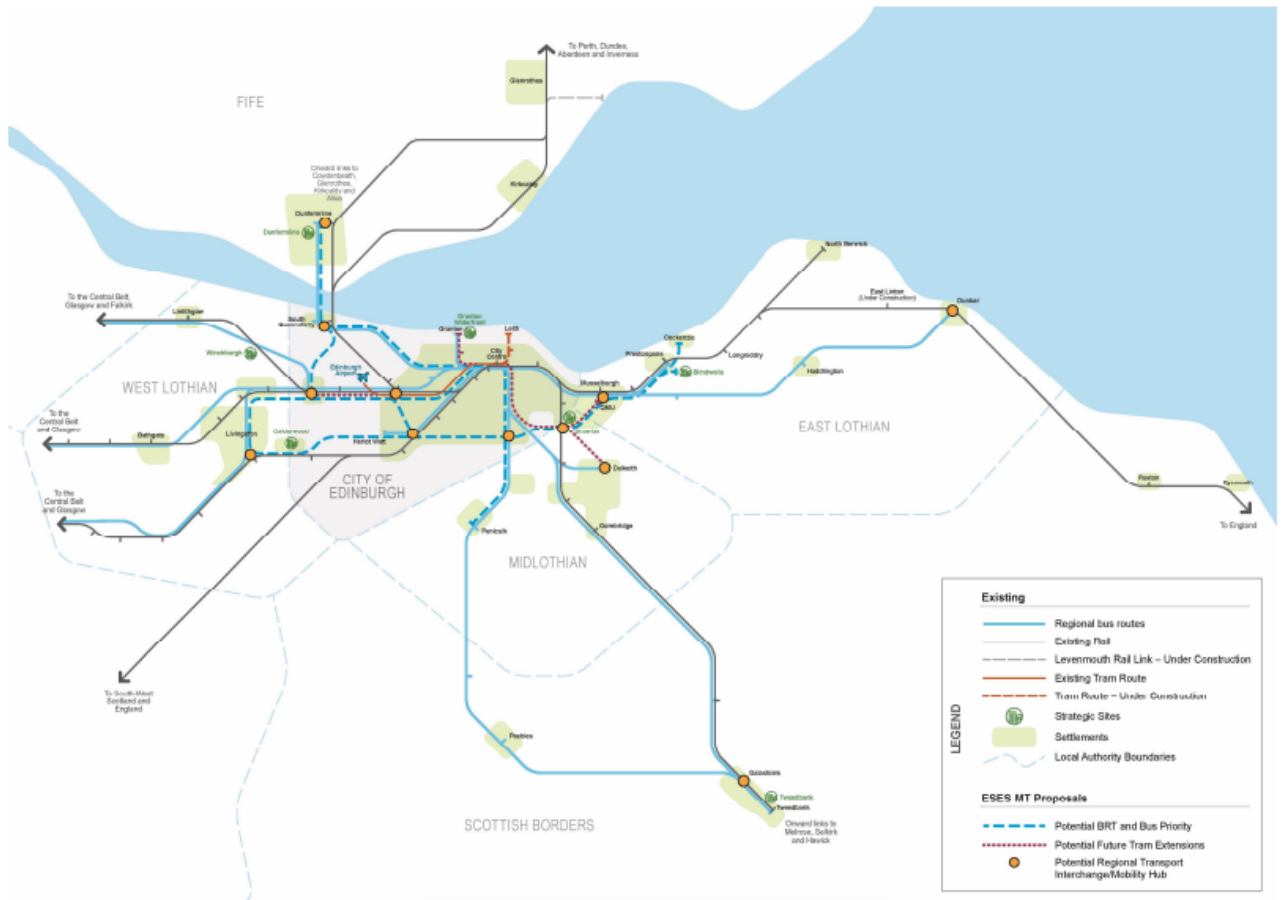 To Perth, Dundee,
Aberdeen and Inverness
Glenrothes
FIFE
Kirkcaldy
Onward links to
Cowdenbeath,
Glenrothes,
Kirkcaldy and
Dunfermline
Dunfermline
North Berwick
East Linton
(Under Construction)
Dunbar
To the Central Belt,
Glasgow and Falkirk
Linlithgow
South
Winchburgh
Granton
Waterfront
Granton
Leith
City
Centre
Cockenzie
Prestonpans
Longniddry
Blindwells
Edinburgh
Airport
Musselburgh
QMU
Haddington
WEST LOTHIAN
EAST LOTHIAN
To the
Central Belt
and Glasgow
Bathgate
Livingston
Calderwood
Heriot Watt
Dalkeith
CITY OF
EDINBURGH
To the
Central Belt
and Glasgow
Penicuik
Gorebridge
MIDLOTHIAN
Reston
Eyemouth
To England
To South-West
Scotland and
England
Peebles
Galashiels
Tweedbank
Tweedbank
Onward links to
Melrose, Selkirk
and Hawick
SCOTTISH BORDERS
LEGEND
Existing
Regional bus routes
Existing Rail
Levenmouth Rail Link – Under Construction
Existing Tram Route
Tram Route – Under Construction
Strategic Sites
Settlements
Local Authority Boundaries
ESES MT Proposals
Potential BRT and Bus Priority
Potential Future Tram Extensions
Potential Regional Transport
Interchange/Mobility Hub